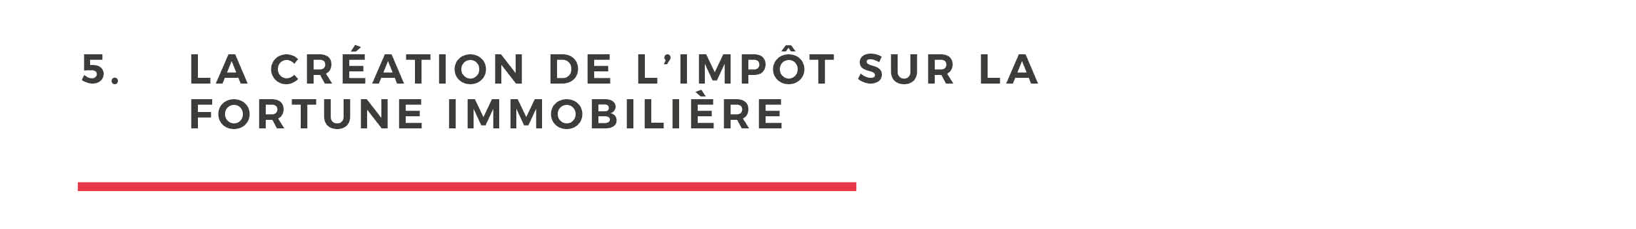 5. LA CRÉATION DE L’IMPÔT SUR LA
FORTUNE IMMOBILIÈRE